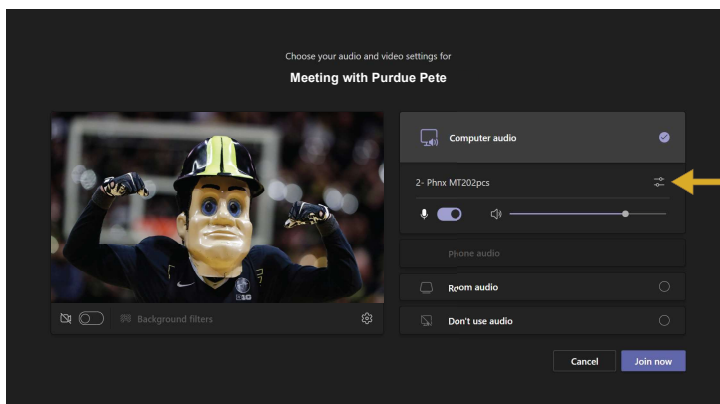 Choose your audio and video settings for
Meeting with Purdue Pete
Computer audio
2- Phnx MT202pcs
Phone audio
Room audio
Don't use audio
Background filters
Cancel
Join now
B1G